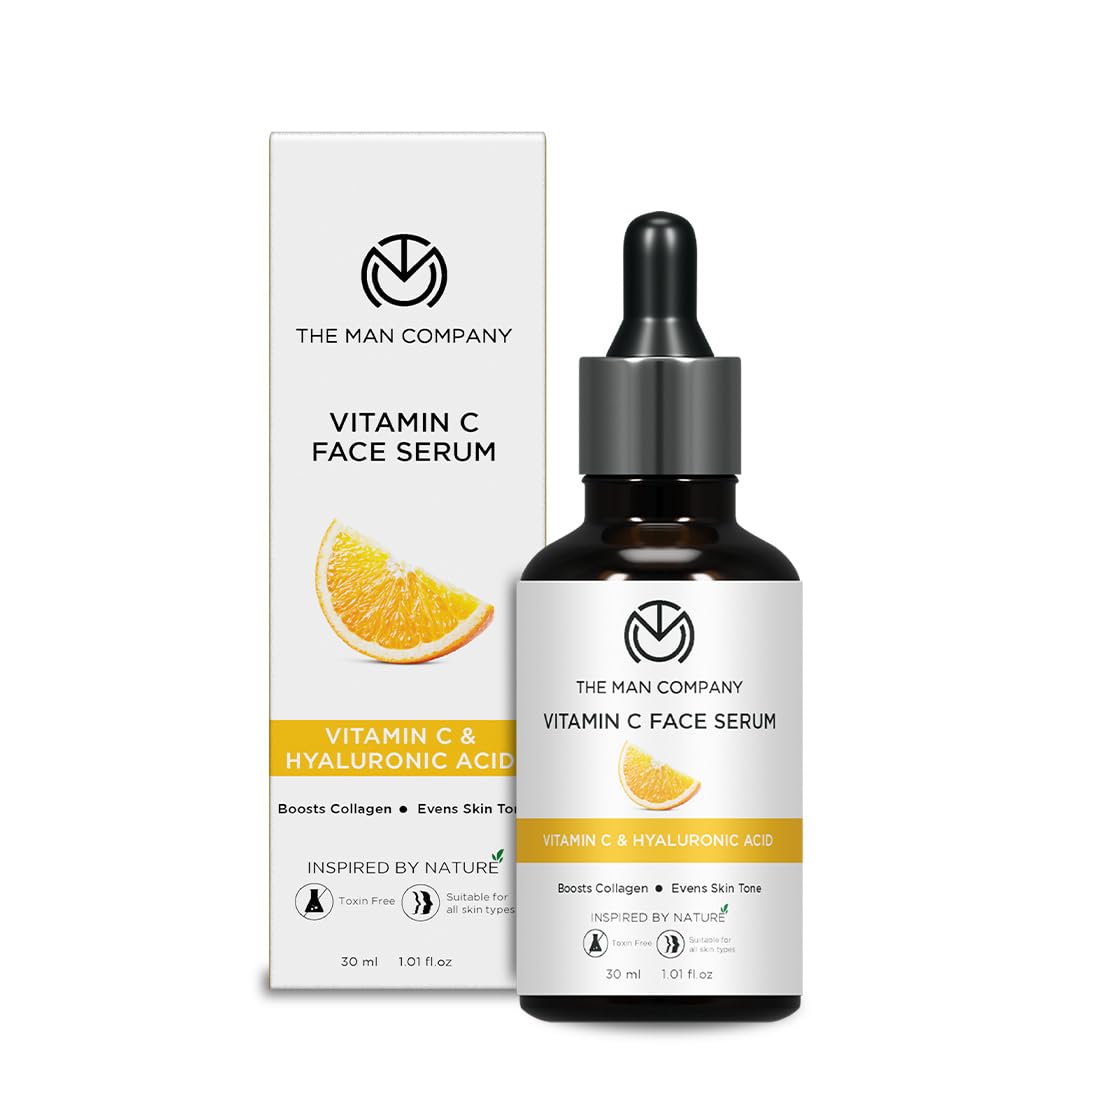 THE MAN COMPANY
VITAMIN C
FACE SERUM
VITAMIN C &
HYALURONIC ACID
Boosts Collagen ● Evens Skin
INSPIRED BY NATURE
Toxin Free
Suitable for
all skin types
30 ml 1.01 fl.oz
THE MAN COMPANY
VITAMIN C FACE SERUM
VITAMIN C & HYALURONIC ACID
Boosts Collagen ● Evens Skin Tone
INSPIRED BY NATURE
Toxin Free
Suitable for
all skin types
30 ml 1.01 fl.oz